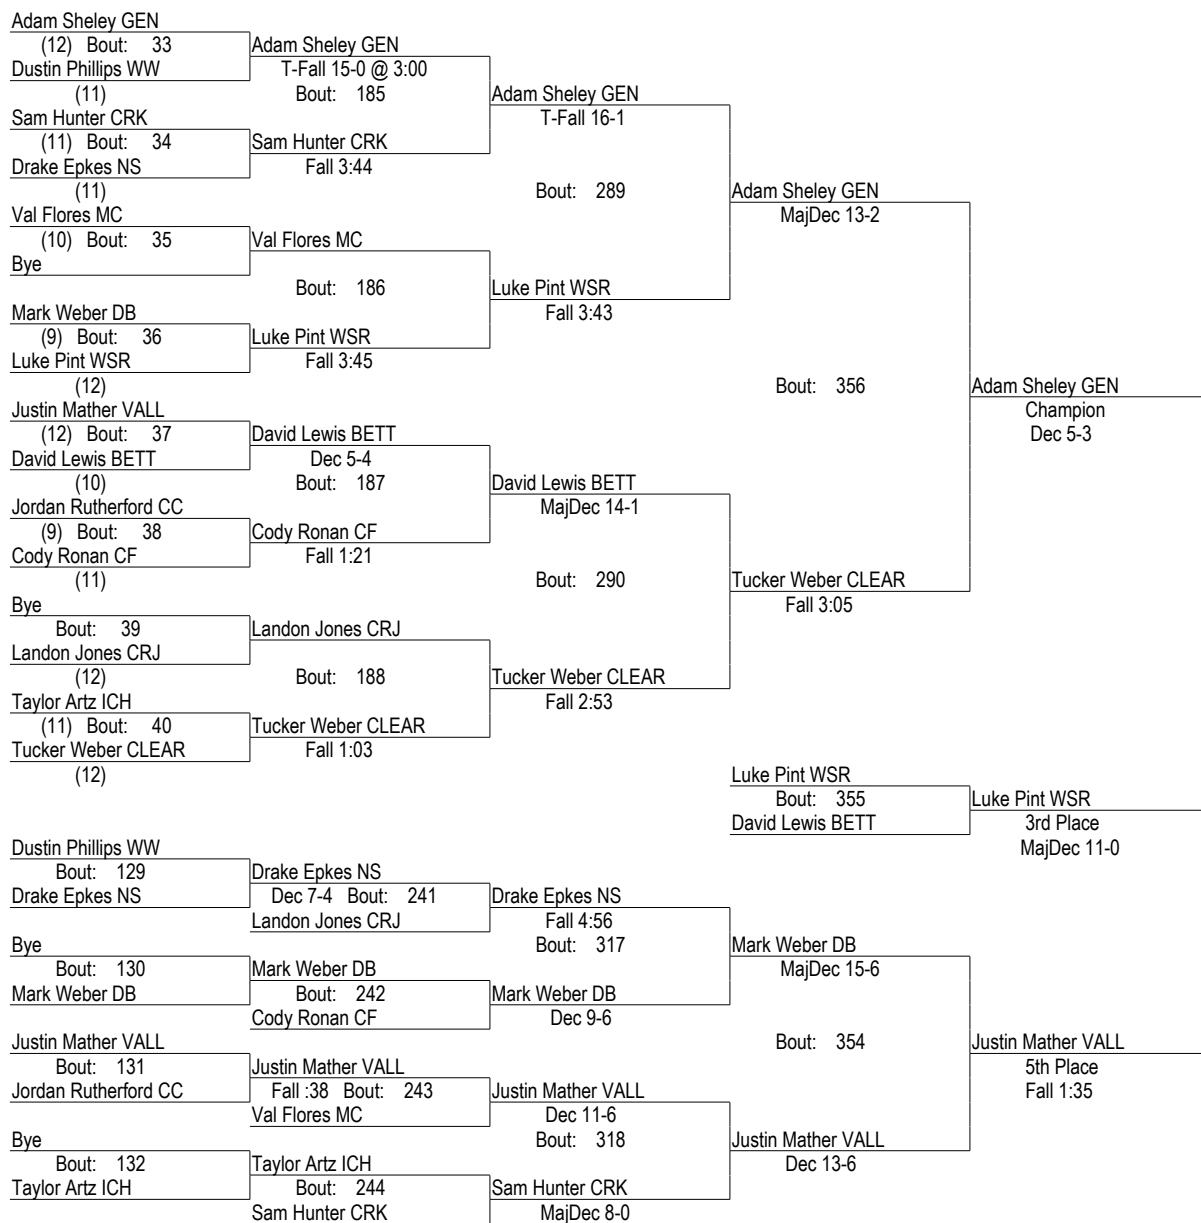 Adam Sheley GEN
(12) Bout: 33
Adam Sheley GEN
Dustin Phillips WW
T-Fall 15-0 @ 3:00
(11)
Bout: 185
Adam Sheley GEN
Sam Hunter CRK
T-Fall 16-1
(11) Bout: 34
Sam Hunter CRK
Drake Epkes NS
Fall 3:44
(11)
Bout: 289
Adam Sheley GEN
Val Flores MC
MajDec 13-2
(10) Bout: 35
Val Flores MC
Bye
Bout: 186
Luke Pint WSR
Mark Weber DB
Fall 3:43
(9) Bout: 36
Luke Pint WSR
Luke Pint WSR
Fall 3:45
(12)
Bout: 356
Adam Sheley GEN
Justin Mather VALL
Champion
(12) Bout: 37
David Lewis BETT
Dec 5-3
David Lewis BETT
Dec 5-4
(10)
Bout: 187
David Lewis BETT
Jordan Rutherford CC
MajDec 14-1
(9) Bout: 38
Cody Ronan CF
Cody Ronan CF
Fall 1:21
(11)
Bout: 290
Tucker Weber CLEAR
Bye
Fall 3:05
Bout: 39
Landon Jones CRJ
Landon Jones CRJ
(12)
Bout: 188
Tucker Weber CLEAR
Taylor Artz ICH
Fall 2:53
(11) Bout: 40
Tucker Weber CLEAR
Tucker Weber CLEAR
Fall 1:03
(12)
Luke Pint WSR
Bout: 355
Luke Pint WSR
David Lewis BETT
3rd Place
MajDec 11-0
Dustin Phillips WW
Bout: 129
Drake Epkes NS
Drake Epkes NS
Dec 7-4 Bout: 241
Drake Epkes NS
Landon Jones CRJ
Fall 4:56
Bye
Bout: 317
Mark Weber DB
Bout: 130
Mark Weber DB
MajDec 15-6
Mark Weber DB
Bout: 242
Mark Weber DB
Cody Ronan CF
Dec 9-6
Justin Mather VALL
Bout: 354
Justin Mather VALL
Bout: 131
Justin Mather VALL
5th Place
Jordan Rutherford CC
Fall :38 Bout: 243
Justin Mather VALL
Fall 1:35
Val Flores MC
Dec 11-6
Bye
Bout: 318
Justin Mather VALL
Bout: 132
Taylor Artz ICH
Dec 13-6
Taylor Artz ICH
Bout: 244
Sam Hunter CRK
Sam Hunter CRK
MajDec 8-0